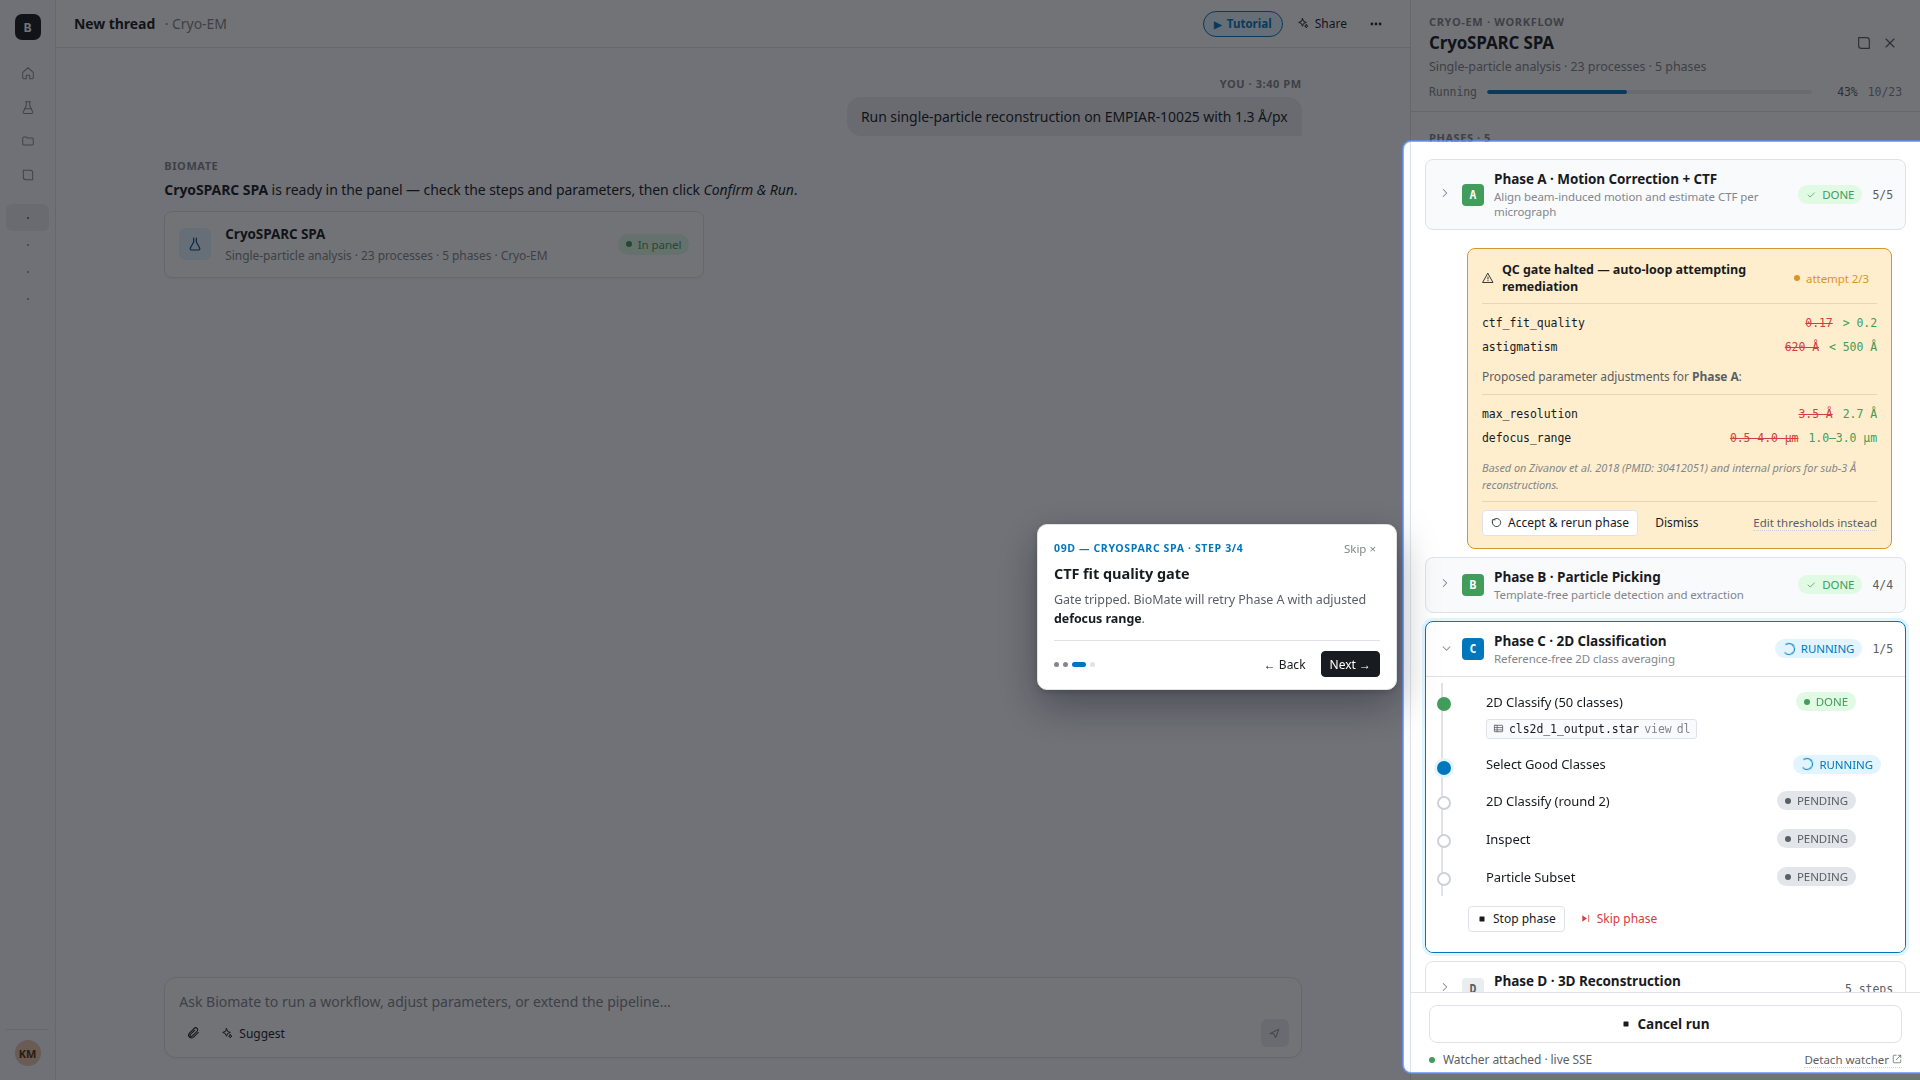 B
New thread · Cryo-EM
▶ Tutorial
Share
YOU · 3:40 PM
Run single-particle reconstruction on EMPIAR-10025 with 1.3 Å/px
BIOMATE
CryoSPARC SPA is ready in the panel — check the steps and parameters, then click Confirm & Run.
CryoSPARC SPA
Single-particle analysis · 23 processes · 5 phases · Cryo-EM
In panel
09D — CRYOSPARC SPA · STEP 3/4
Skip ×
CTF fit quality gate
Gate tripped. BioMate will retry Phase A with adjusted
defocus range.
← Back
Next →
Ask Biomate to run a workflow, adjust parameters, or extend the pipeline...
Suggest
KM
CRYO-EM · WORKFLOW
CryoSPARC SPA
Single-particle analysis · 23 processes · 5 phases
Running 43% 10/23
PHASES · 5
A
Phase A · Motion Correction + CTF
Align beam-induced motion and estimate CTF per
micrograph
DONE 5/5
QC gate halted — auto-loop attempting
remediation
attempt 2/3
ctf_fit_quality 0.17 > 0.2
astigmatism 620 Å < 500 Å
Proposed parameter adjustments for Phase A:
max_resolution 3.5 Å 2.7 Å
defocus_range 0.5–4.0 µm 1.0–3.0 µm
Based on Zivanov et al. 2018 (PMID: 30412051) and internal priors for sub-3 Å
reconstructions.
Accept & rerun phase
Dismiss
Edit thresholds instead
B
Phase B · Particle Picking
Template-free particle detection and extraction
DONE 4/4
C
Phase C · 2D Classification
Reference-free 2D class averaging
RUNNING 1/5
2D Classify (50 classes) DONE
cls2d_1_output.star view dl
Select Good Classes RUNNING
2D Classify (round 2) PENDING
Inspect PENDING
Particle Subset PENDING
Stop phase
Skip phase
D
Phase D · 3D Reconstruction
5 steps
Cancel run
Watcher attached · live SSE
Detach watcher